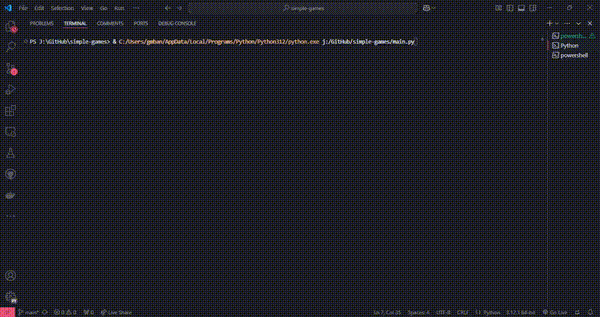 File Edit Selection View Go Run ... simple-games
PROBLEMS TERMINAL COMMENTS PORTS DEBUG CONSOLE
PS J:\GitHub\simple-games> & C:/Users/gmban/AppData/Local/Programs/Python/Python312/python.exe j:/GitHub/simple-games/main.py
powersh...
Python
powershell
main* 0 0 0 Live Share Ln 7, Col 35 Spaces: 4 UTF-8 CRLF Python 3.12.1 64-bit Go Live